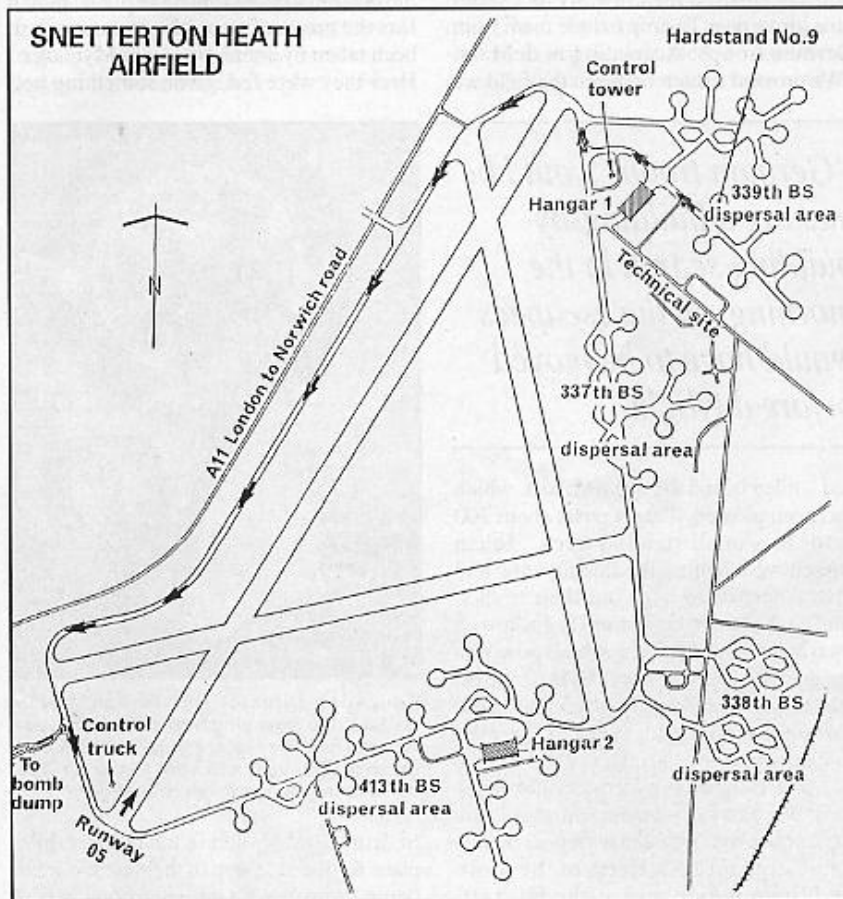 SNETTERTON HEATH
AIRFIELD
Hardstand No.9
Control
tower
Hangar 1
339th BS
dispersal area
Technical site
N
A11 London to Norwich road
337th BS
dispersal area
338th BS
dispersal area
Control
truck
To
bomb
dump
Runway
05
Hangar 2
413th BS
dispersal area